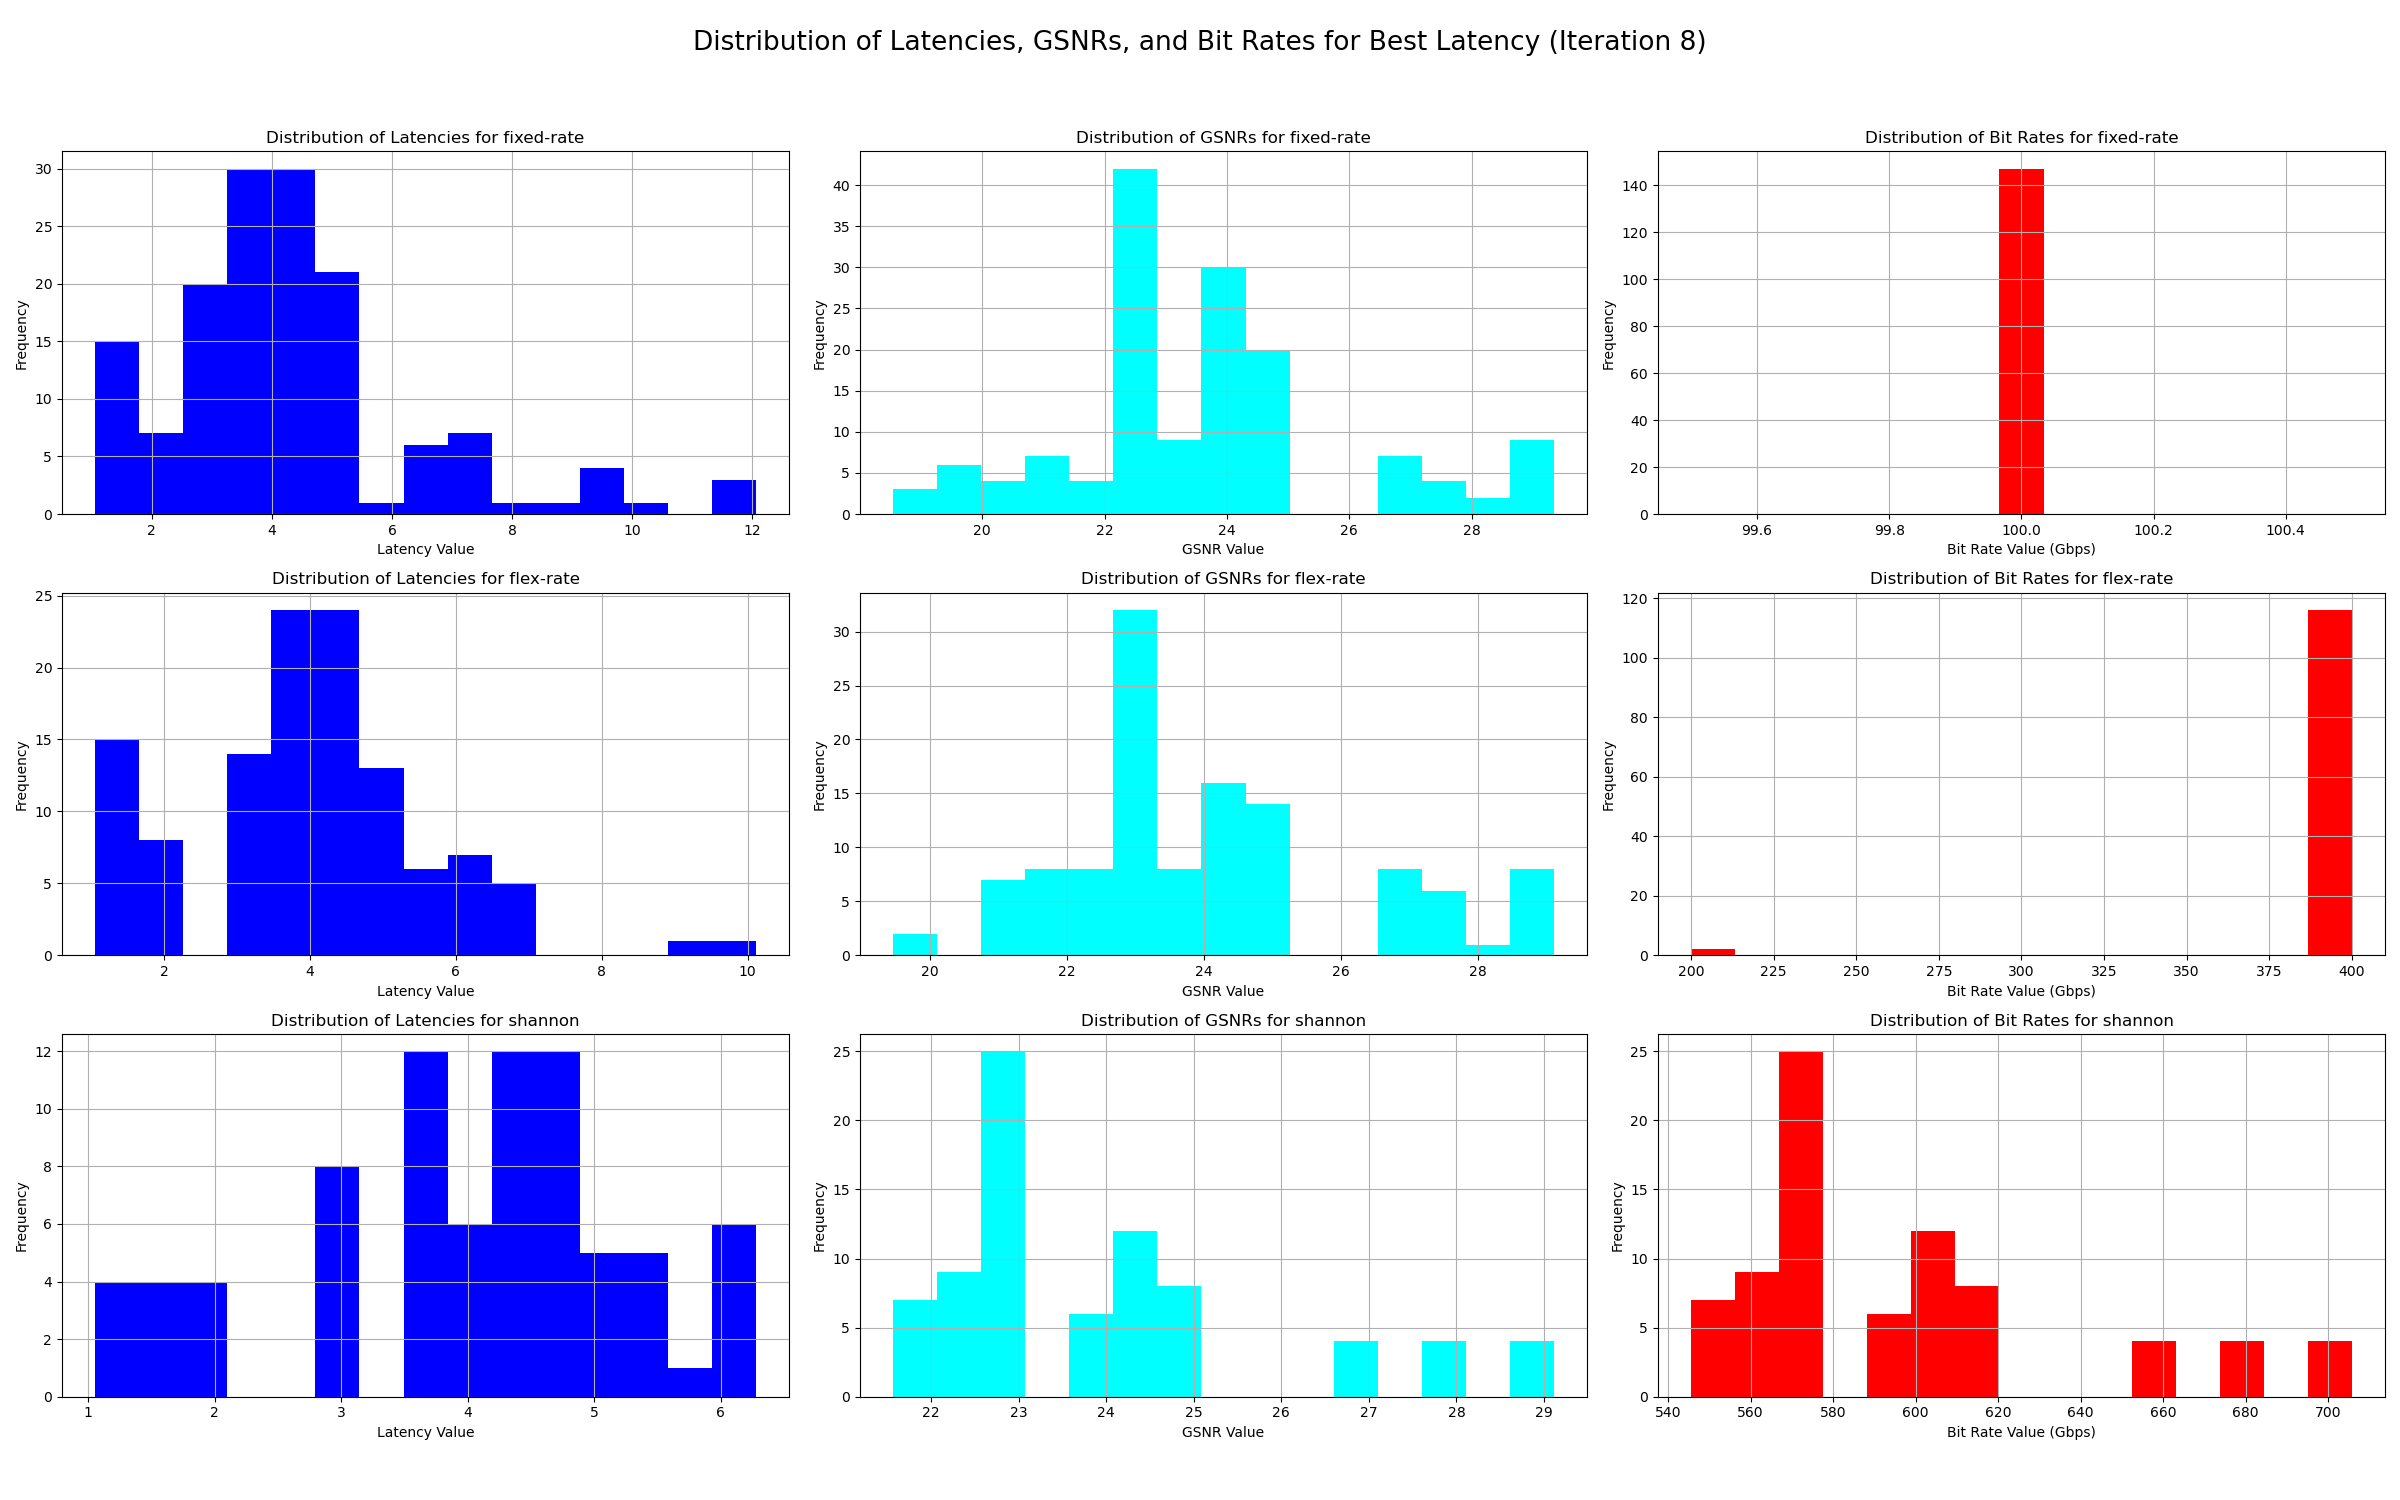 Distribution of Latencies, GSNRs, and Bit Rates for Best Latency (Iteration 8)
Distribution of Latencies for fixed-rate
Frequency
30
25
20
15
10
5
0
2 4 6 8 10 12
Latency Value
Distribution of GSNRs for fixed-rate
Frequency
40
35
30
25
20
15
10
5
0
20 22 24 26 28
GSNR Value
Distribution of Bit Rates for fixed-rate
Frequency
140
120
100
80
60
40
20
0
99.6 99.8 100.0 100.2 100.4
Bit Rate Value (Gbps)
Distribution of Latencies for flex-rate
Frequency
25
20
15
10
5
0
2 4 6 8 10
Latency Value
Distribution of GSNRs for flex-rate
Frequency
30
25
20
15
10
5
0
20 22 24 26 28
GSNR Value
Distribution of Bit Rates for flex-rate
Frequency
120
100
80
60
40
20
0
200 225 250 275 300 325 350 375 400
Bit Rate Value (Gbps)
Distribution of Latencies for shannon
Frequency
12
10
8
6
4
2
0
1 2 3 4 5 6
Latency Value
Distribution of GSNRs for shannon
Frequency
25
20
15
10
5
0
22 23 24 25 26 27 28 29
GSNR Value
Distribution of Bit Rates for shannon
Frequency
25
20
15
10
5
0
540 560 580 600 620 640 660 680 700
Bit Rate Value (Gbps)